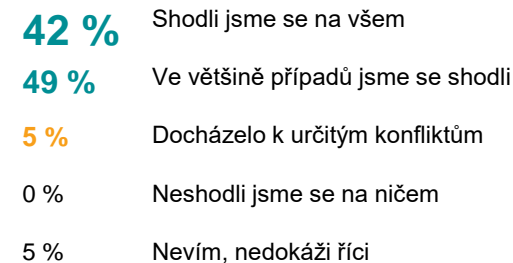 42 % Shodli jsme se na všem
49 % Ve většině případů jsme se shodli
5 % Docházelo k určitým konfliktům
0 % Neshodli jsme se na ničem
5 % Nevím, nedokáži říci